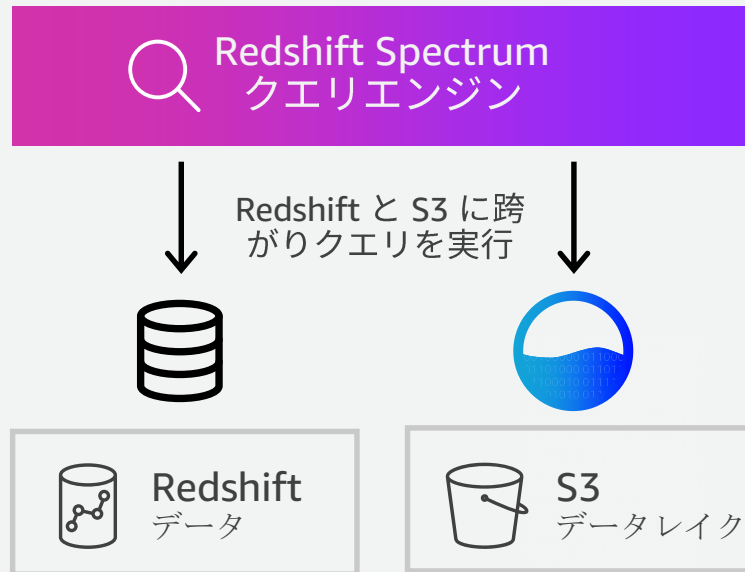 Redshift Spectrum
クエリエンジン
Redshift と S3 に跨
がりクエリを実行
Redshift
データ
S3
データレイク